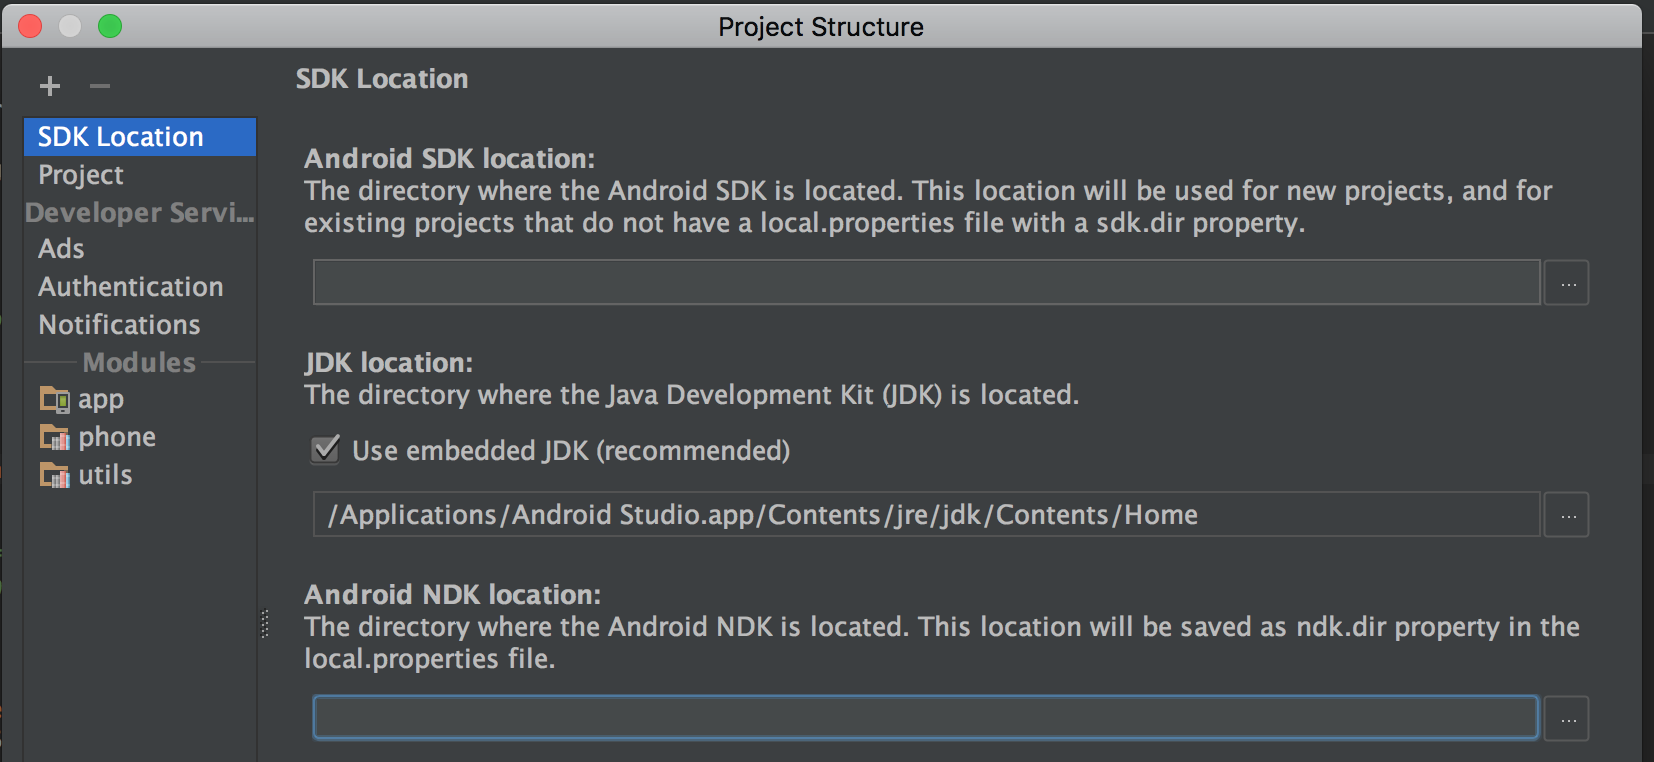 Project Structure
SDK Location
SDK Location
Project
Developer Servi...
Ads
Authentication
Notifications
Modules
app
phone
utils
Android SDK location:
The directory where the Android SDK is located. This location will be used for new projects, and for
existing projects that do not have a local.properties file with a sdk.dir property.
...
JDK location:
The directory where the Java Development Kit (JDK) is located.
Use embedded JDK (recommended)
/Applications/Android Studio.app/Contents/jre/jdk/Contents/Home
...
Android NDK location:
The directory where the Android NDK is located. This location will be saved as ndk.dir property in the
local.properties file.
...